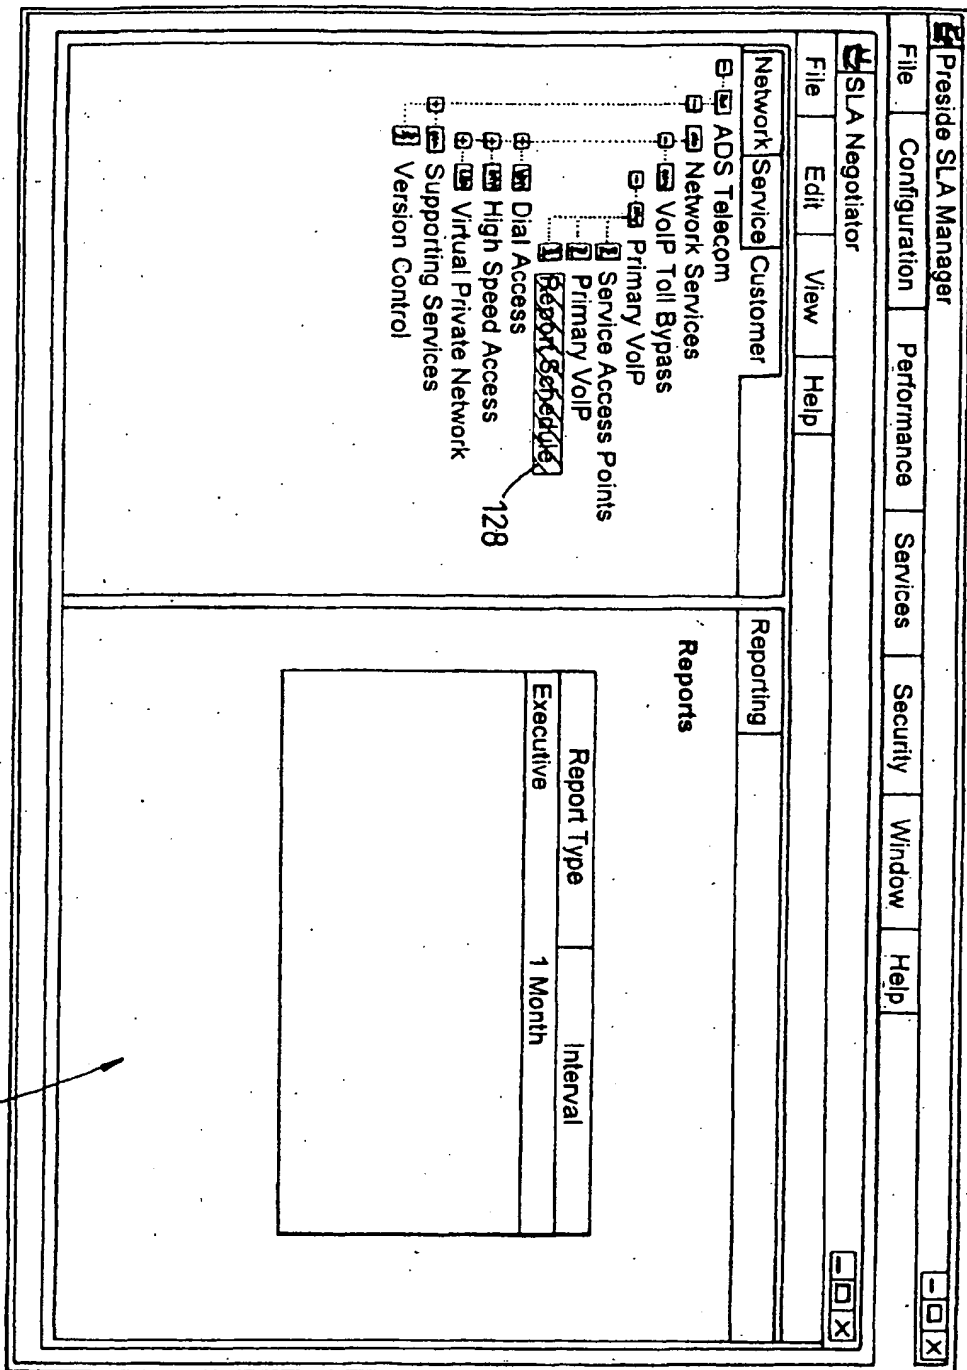 Preside SLA Manager
File Configuration Performance Services Security Window Help
SLA Negotiator
File Edit View Help
Network Service Customer
ADS Telecom
Network Services
VoIP Toll Bypass
Primary VoIP
Service Access Points
Primary VoIP
Report Schedule
128
Dial Access
High Speed Access
Virtual Private Network
Supporting Services
Version Control
Reporting
Reports
Report Type Interval
Executive 1 Month